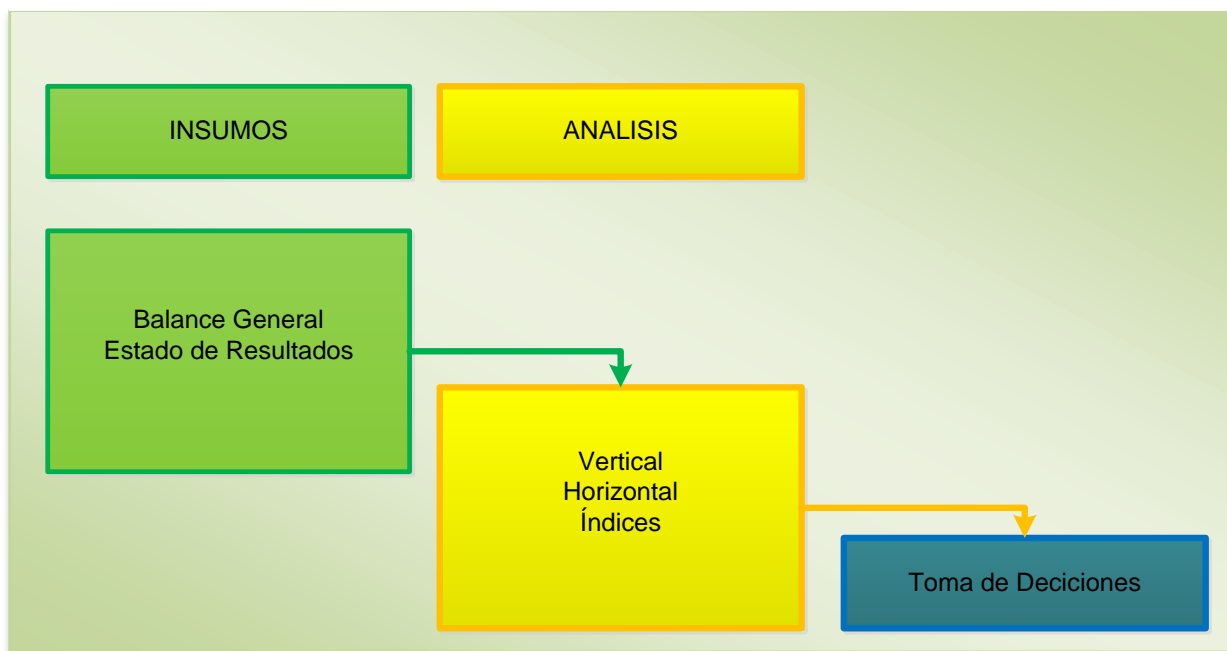 INSUMOS
ANALISIS
Balance General
Estado de Resultados
Vertical
Horizontal
Índices
Toma de Deciciones